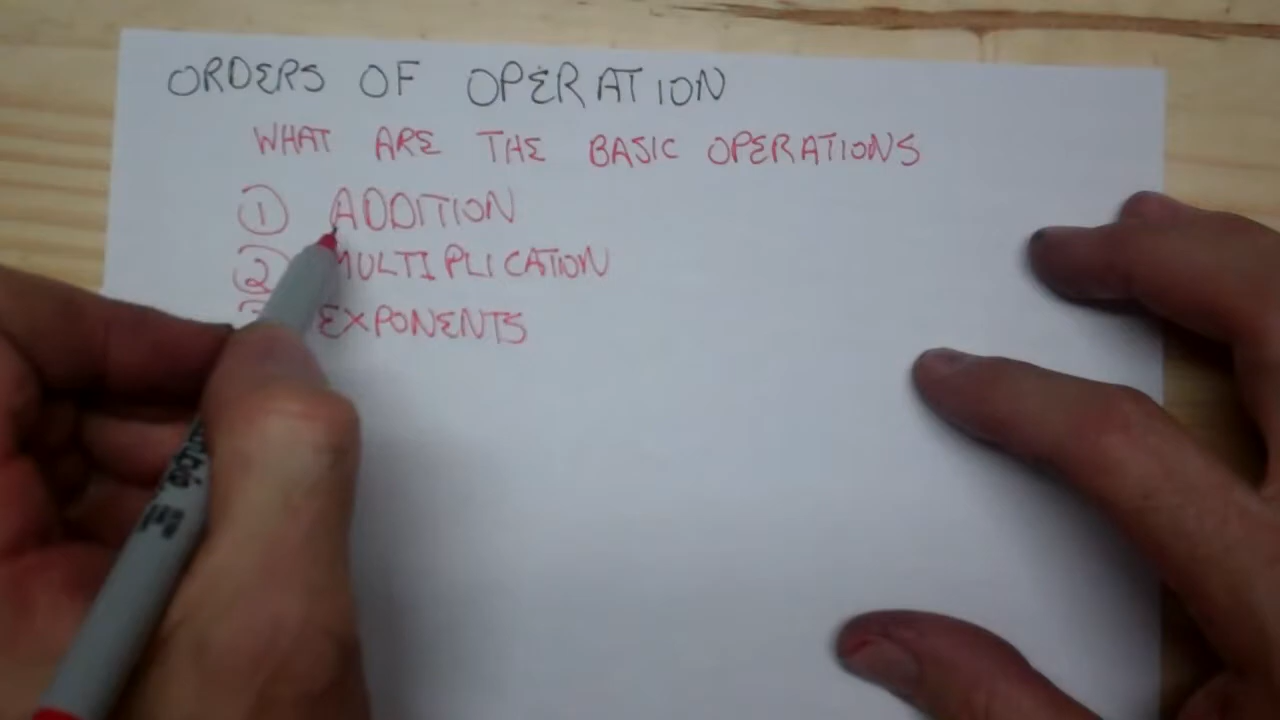 ORDERS OF OPERATION
WHAT ARE THE BASIC OPERATIONS
① ADDITION
② MULTIPLICATION
EXPONENTS